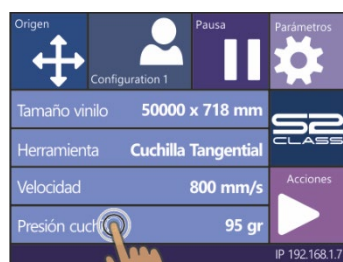 Origen
Configuration 1
Pausa
Parámetros
Tamaño vinilo 50000 x 718 mm
Herramienta Cuchilla Tangential
Velocidad 800 mm/s
Presión cuch 95 gr
S2
CLASS
Acciones
IP 192.168.1.7